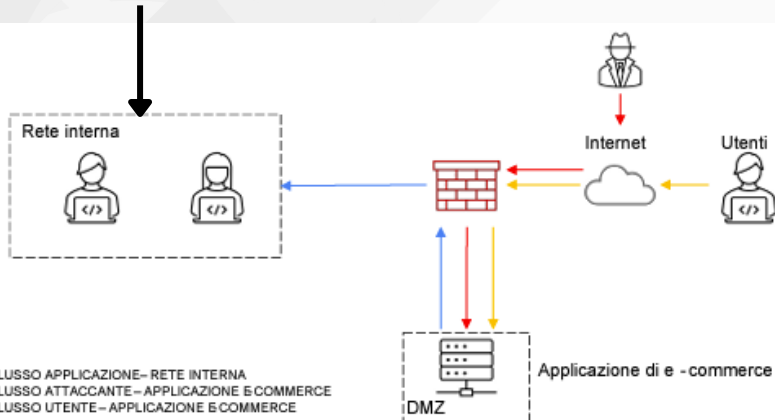 Rete interna
Internet
Utenti
</>
</>
</>
Applicazione di e - commerce
LUSSO APPLICAZIONE– RETE INTERNA
LUSSO ATTACCANTE – APPLICAZIONE E COMMERCE
LUSSO UTENTE – APPLICAZIONE E COMMERCE
DMZ